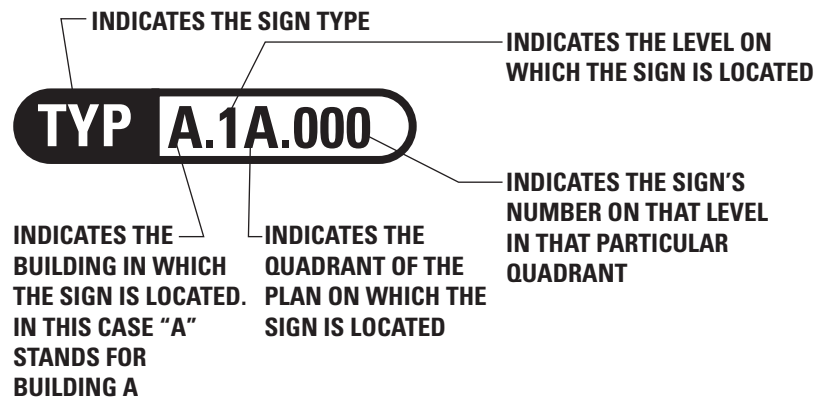 INDICATES THE SIGN TYPE
INDICATES THE LEVEL ON
WHICH THE SIGN IS LOCATED
TYP A.1A.000
INDICATES THE SIGN'S
NUMBER ON THAT LEVEL
IN THAT PARTICULAR
QUADRANT
INDICATES THE
BUILDING IN WHICH
THE SIGN IS LOCATED.
IN THIS CASE “A”
STANDS FOR
BUILDING A
INDICATES THE
QUADRANT OF THE
PLAN ON WHICH THE
SIGN IS LOCATED